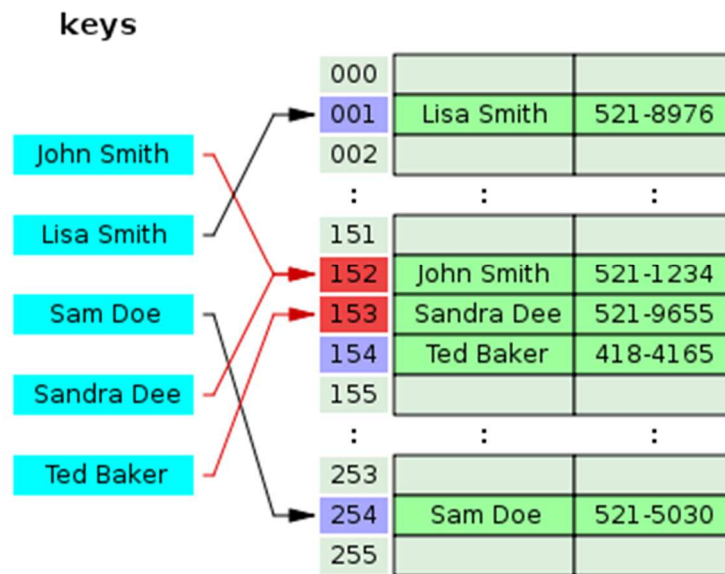 keys
000
001 Lisa Smith 521-8976
John Smith
002
: : :
Lisa Smith
151
152 John Smith 521-1234
Sam Doe
153 Sandra Dee 521-9655
154 Ted Baker 418-4165
Sandra Dee
155
: : :
Ted Baker
253
254 Sam Doe 521-5030
255